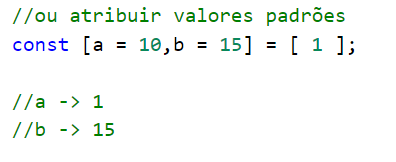 //ou atribuir valores padrões
const [a = 10,b = 15] = [ 1 ];
//a -> 1
//b -> 15